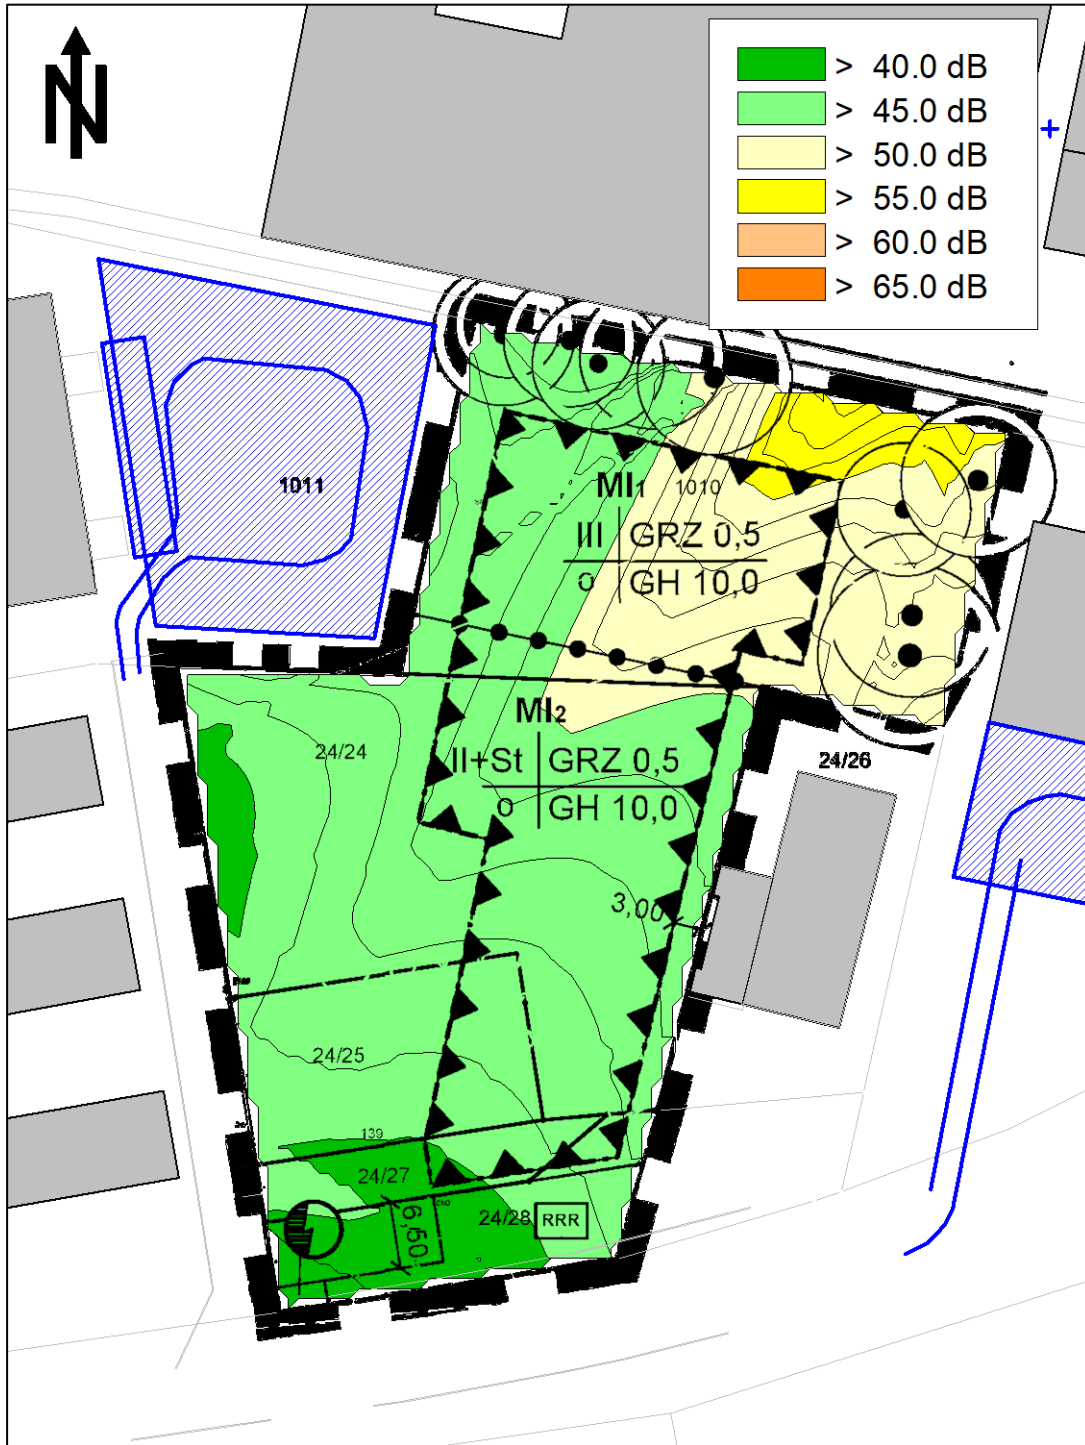 N
> 40.0 dB
> 45.0 dB
> 50.0 dB
> 55.0 dB
> 60.0 dB
> 65.0 dB
1011
MI1 1010
III GRZ 0,5
o GH 10,0
MI2
24/24
II+St GRZ 0,5
24/26
o GH 10,0
3,00
24/25
139
24/27
24/28 RRR
6,50